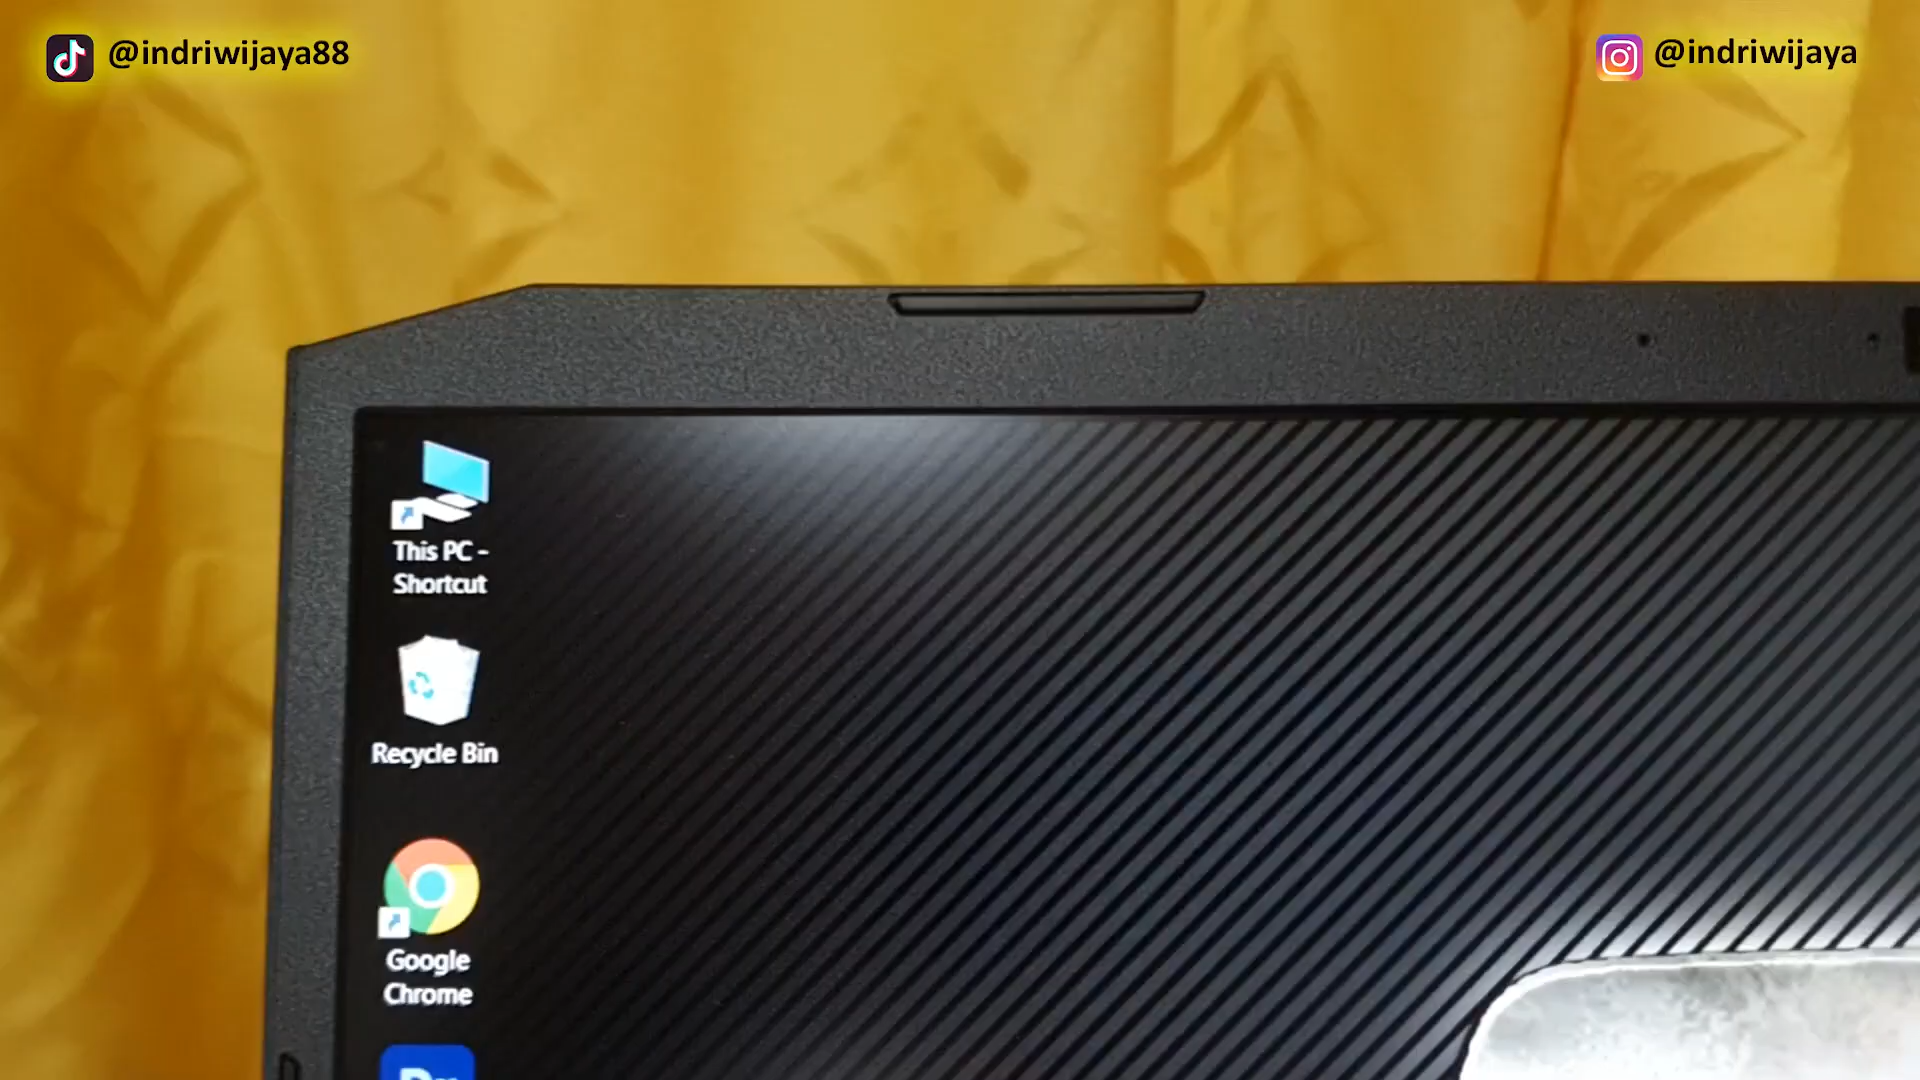 @indriwijaya88
@indriwijaya
This PC -
Shortcut
Recycle Bin
Google
Chrome